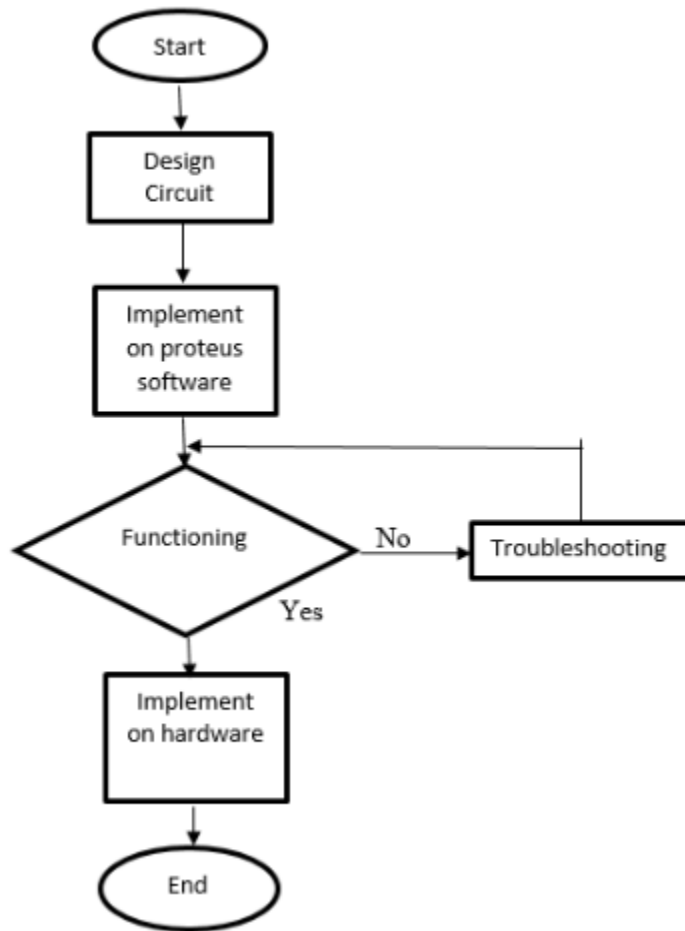 Start
Design
Circuit
Implement
on proteus
software
Functioning
No
Troubleshooting
Yes
Implement
on hardware
End